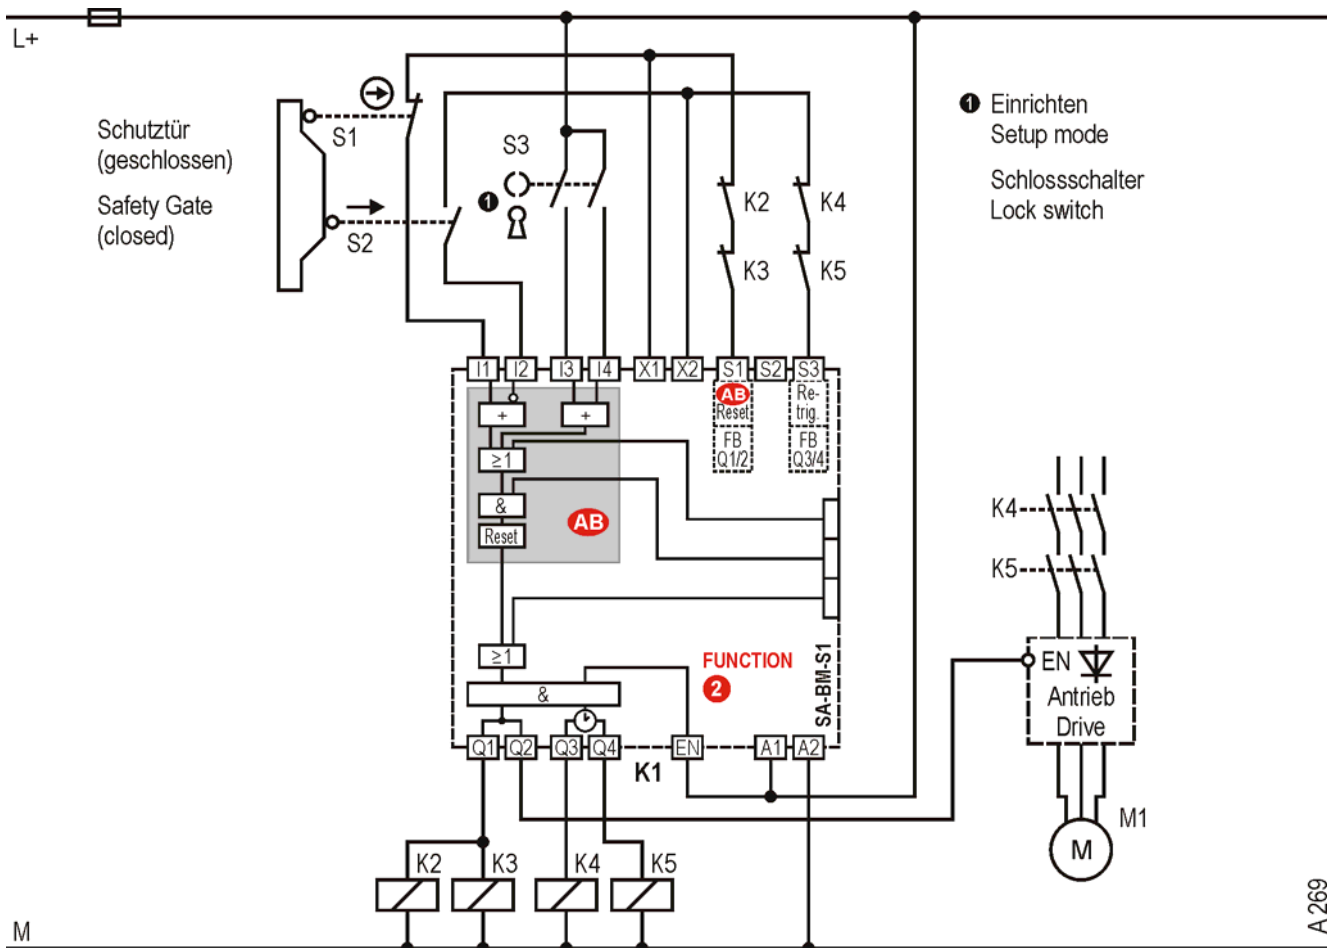 L+
Schutztür
(geschlossen)
Safety Gate
(closed)
S1
S2
S3
1
K2
K3
K4
K5
1 Einrichten
Setup mode
Schlossschalter
Lock switch
I1 I2 I3 I4 X1 X2 S1 S2 S3
AB
Reset
FB
Q1/2
Re-
trig.
FB
Q3/4
+ +
≥1
&
Reset
AB
≥1
&
FUNCTION
2
SA-BM-S1
Q1 Q2 Q3 Q4 EN A1 A2
K1
K2 K3 K4 K5
K4
K5
EN
Antrieb
Drive
M1
M
M
A 269